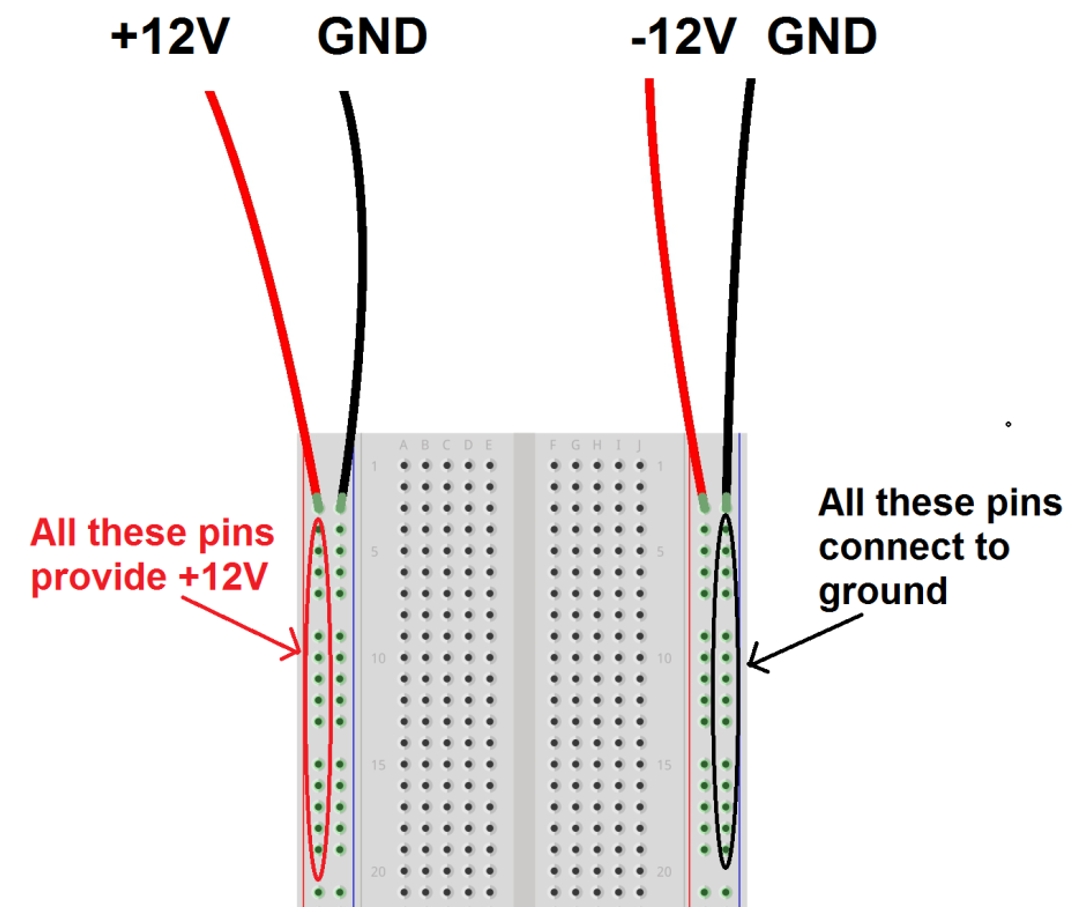 +12V GND -12V GND
A B C D E F G H I J
1 1
All these pins
provide +12V
All these pins
connect to
ground
5 5
10 10
15 15
20 20